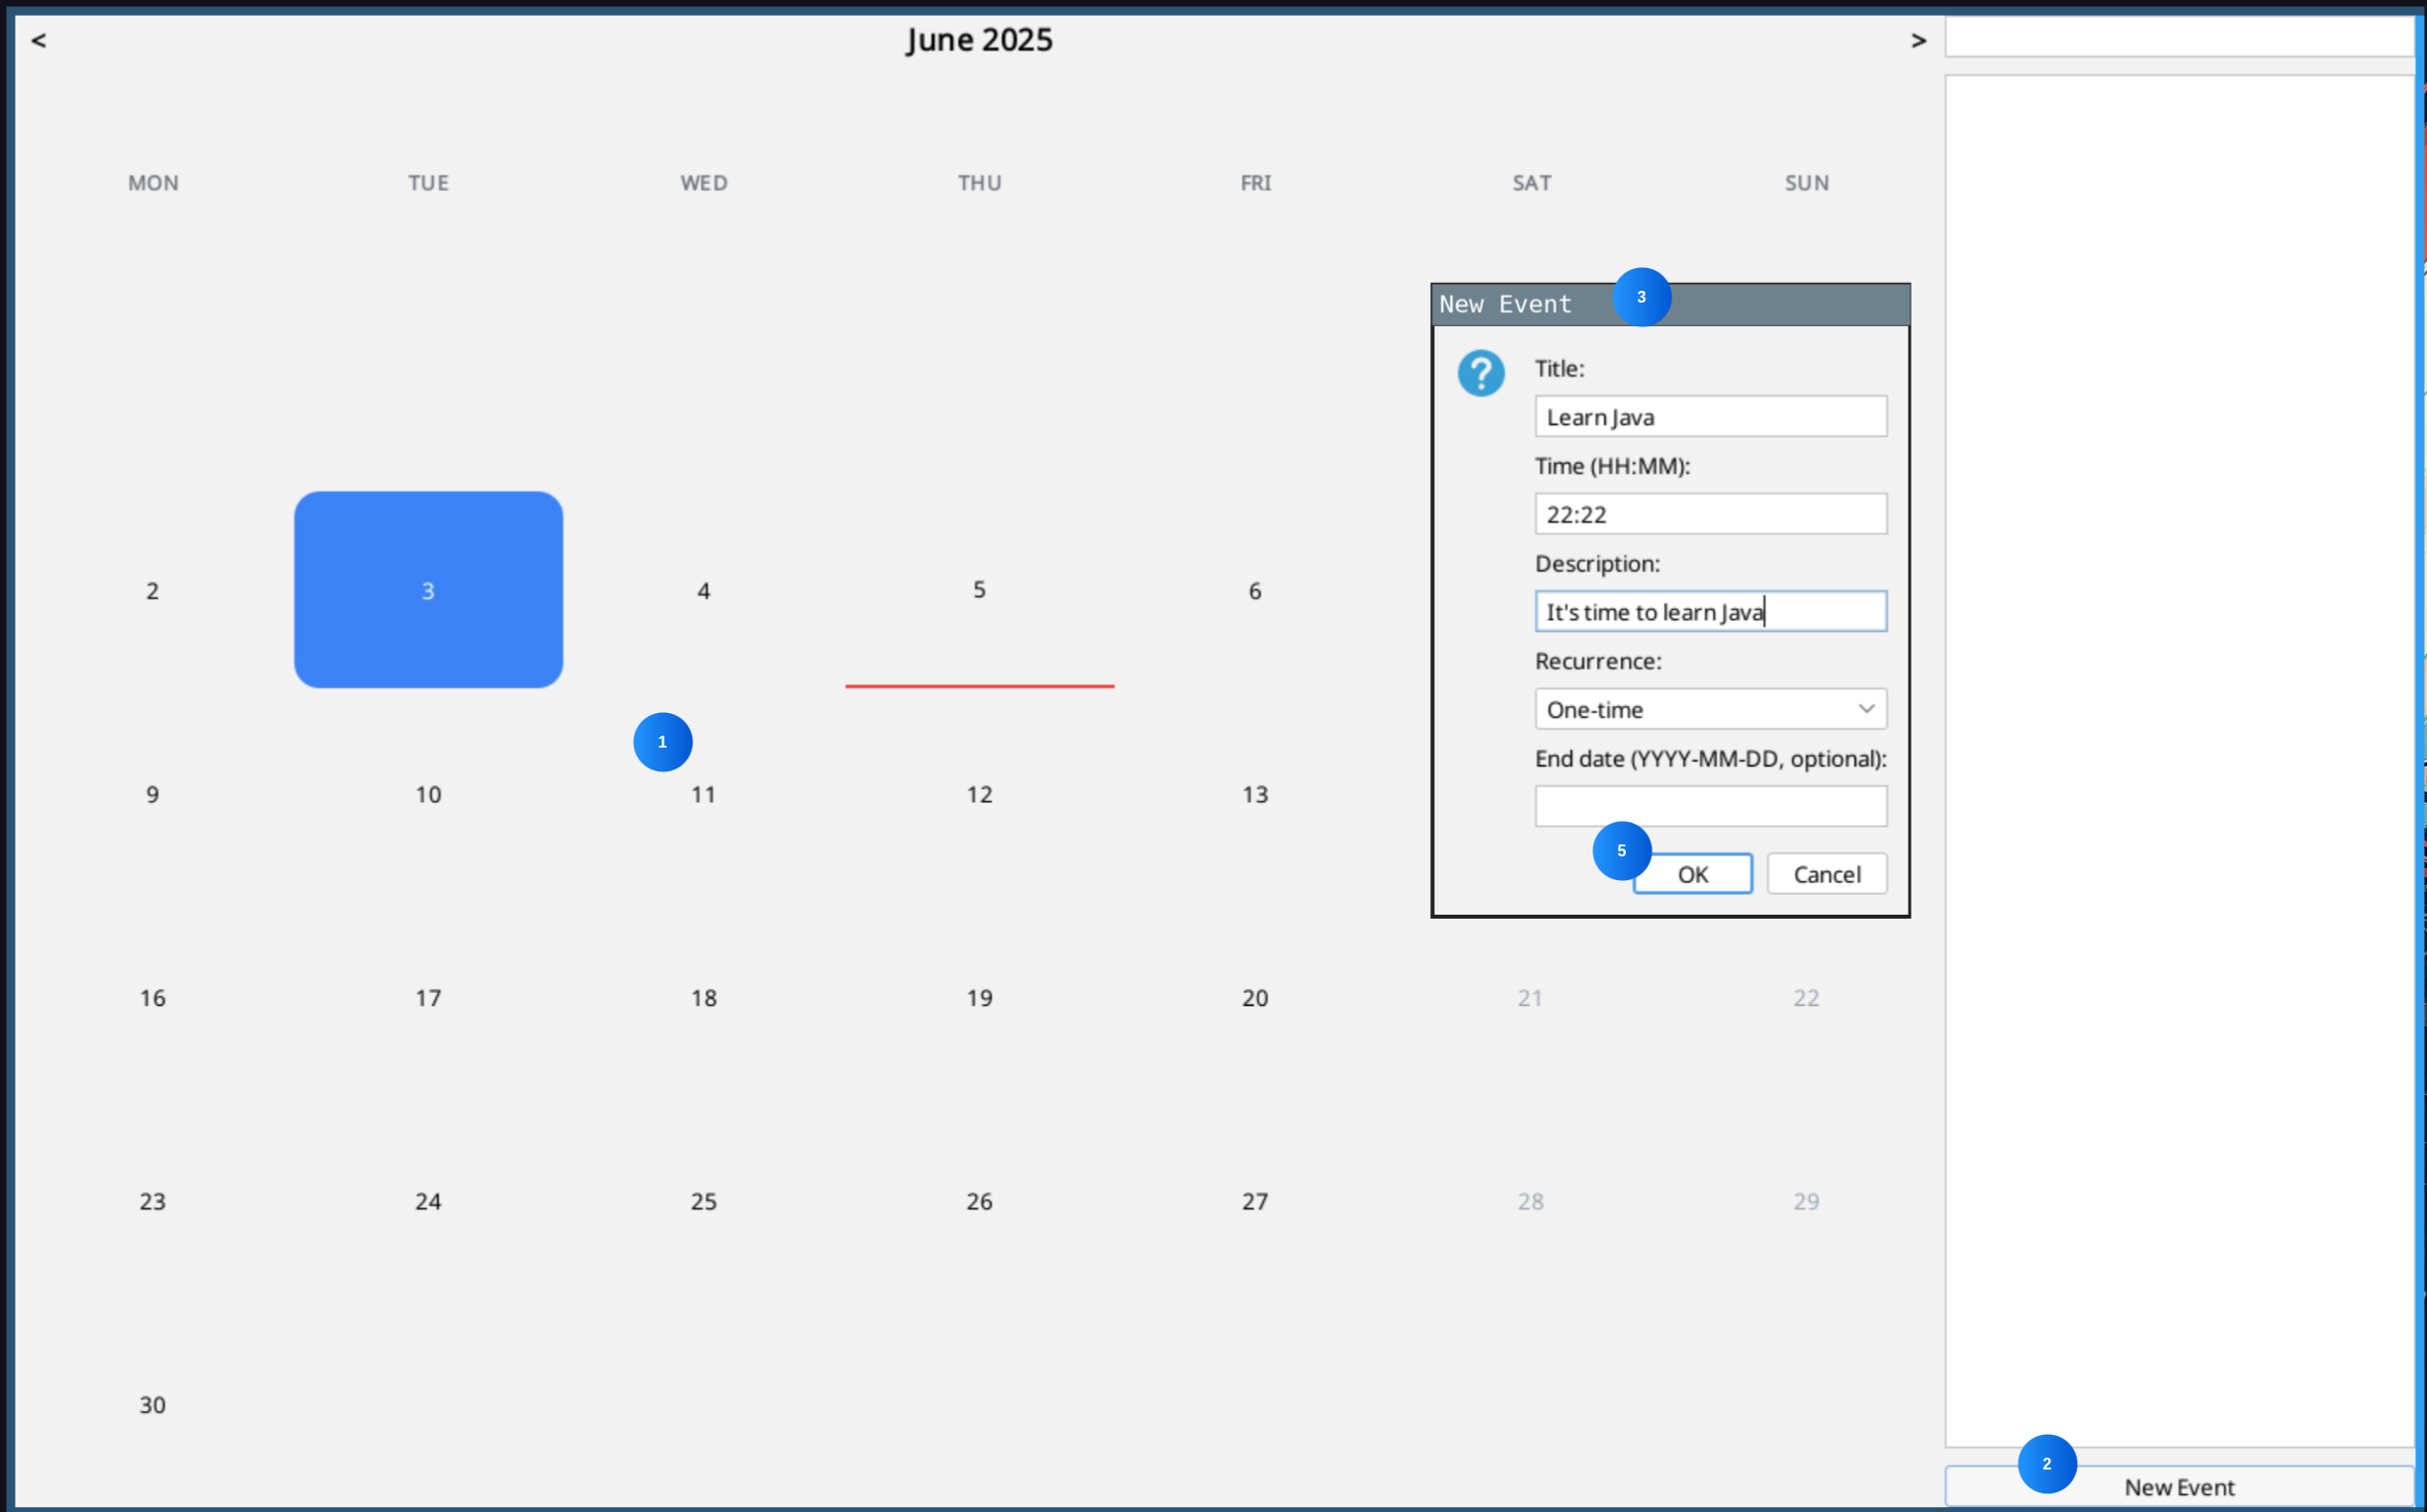 < June 2025 >
MON TUE WED THU FRI SAT SUN
New Event 3
?
Title:
Learn Java
Time (HH:MM):
22:22
Description:
It's time to learn Java
Recurrence:
One-time
End date (YYYY-MM-DD, optional):
5
OK Cancel
2 3 4 5 6
1
9 10 11 12 13
16 17 18 19 20 21 22
23 24 25 26 27 28 29
30
2
New Event